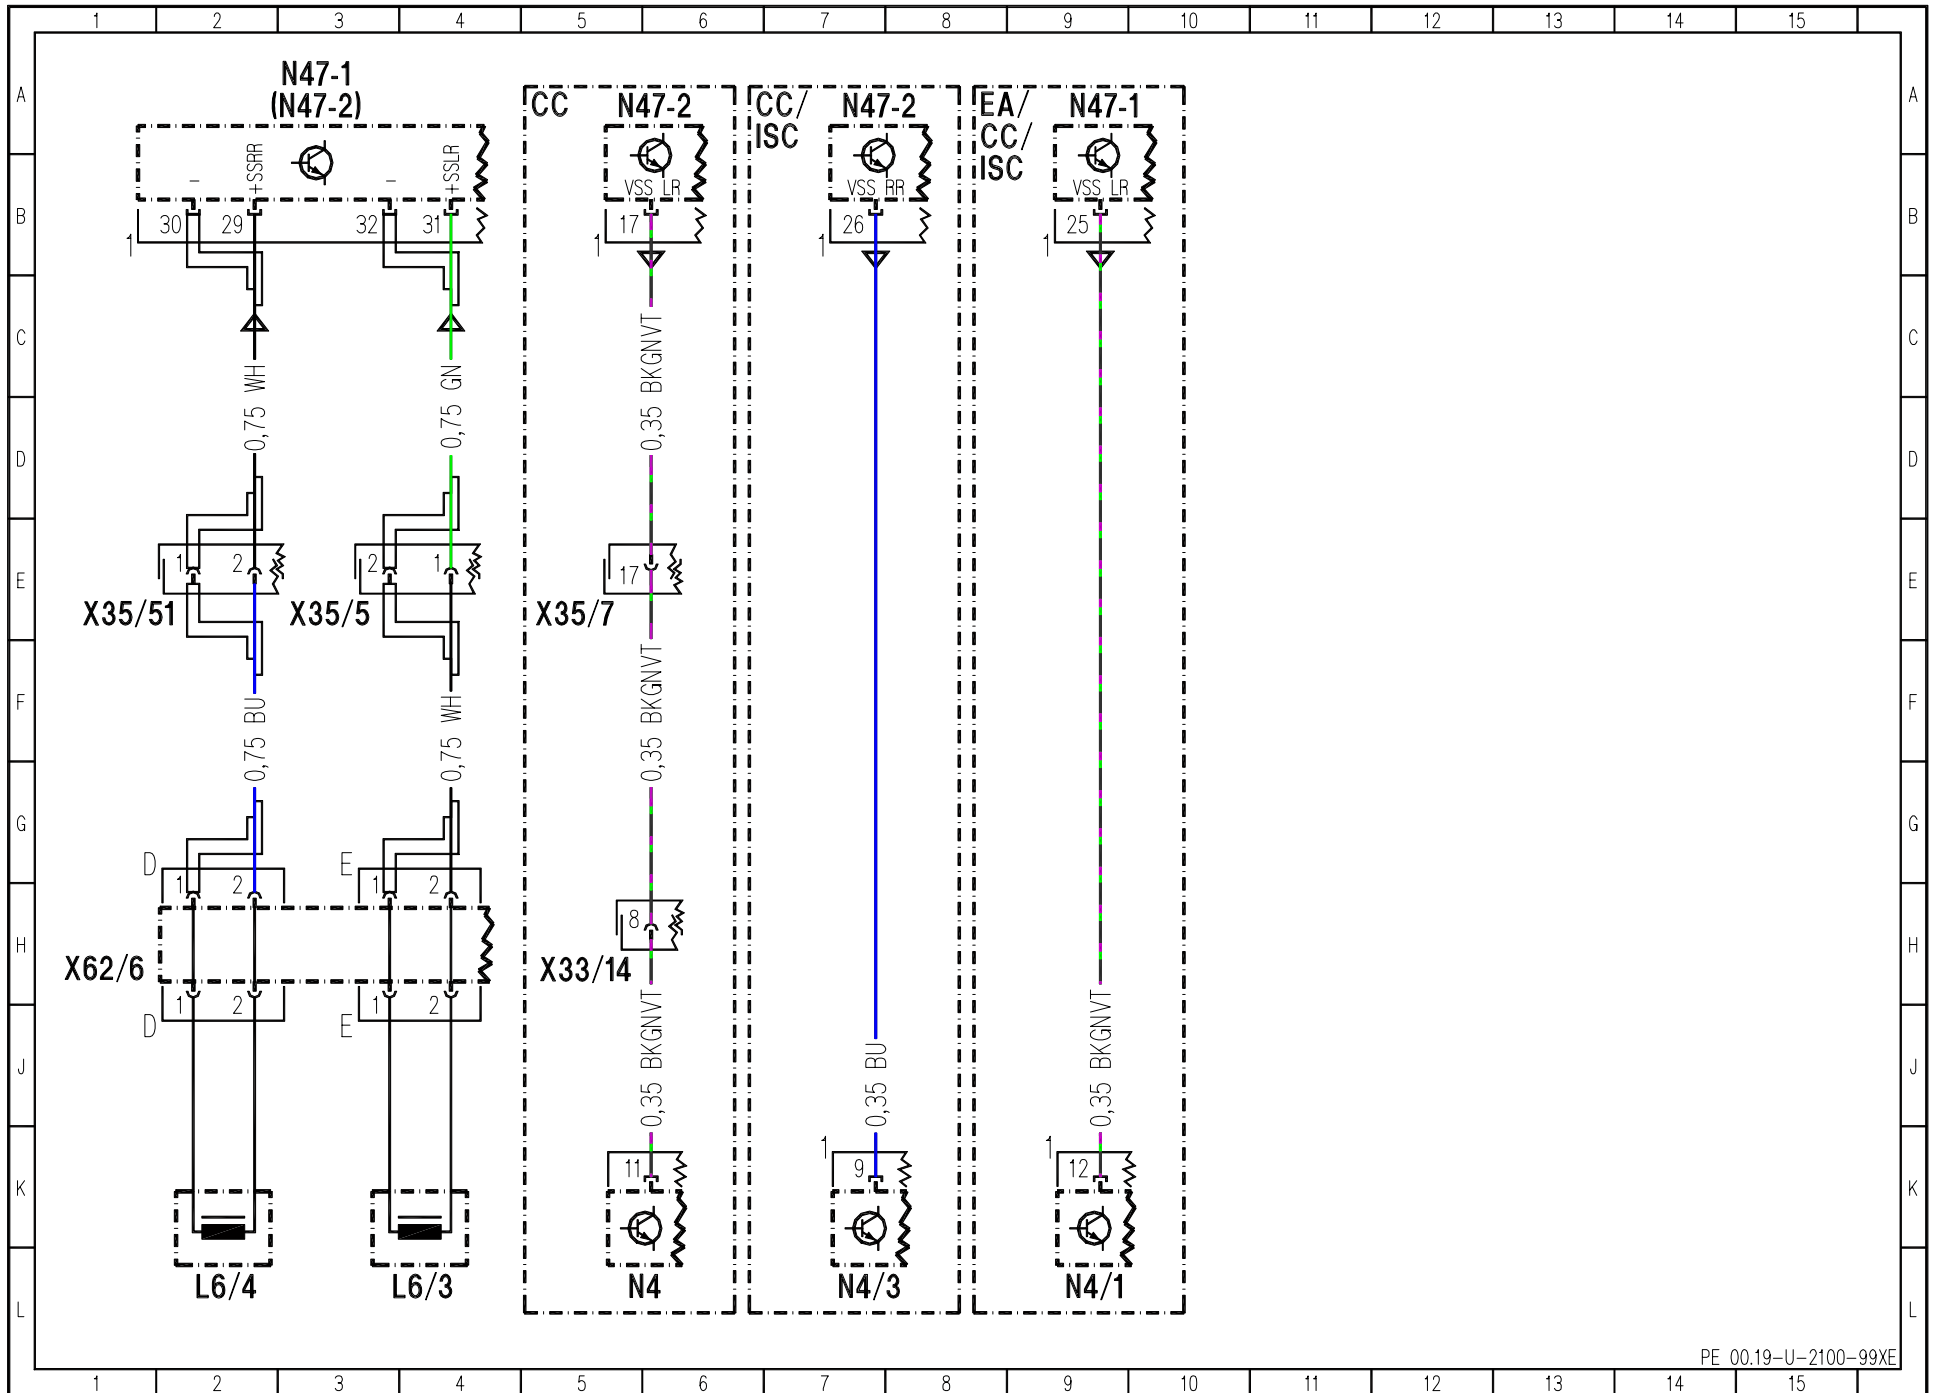 1 2 3 4 5 6 7 8 9 10 11 12 13 14 15
A A
N47-1
(N47-2)
CC N47-2
CC/ N47-2
ISC
EA/ N47-1
CC/
ISC
- +SSRR - +SSLR
VSS LR
VSS RR
VSS LR
B B
30 29 32 31
1
17
1
26
1
25
1
C C
0,75 WH
0,75 GN
0,35 BKGNVT
D D
E E
1 2
2 1
17
X35/51 X35/5 X35/7
F F
0,75 BU
0,75 WH
0,35 BKGNVT
G G
D E
1 2 1 2
H H
8
X62/6 X33/14
1 2 1 2
D E
J J
0,35 BKGNVT
0,35 BU
0,35 BKGNVT
K K
11
1
9
1
12
L L
L6/4 L6/3 N4 N4/3 N4/1
PE 00.19-U-2100-99XE
1 2 3 4 5 6 7 8 9 10 11 12 13 14 15